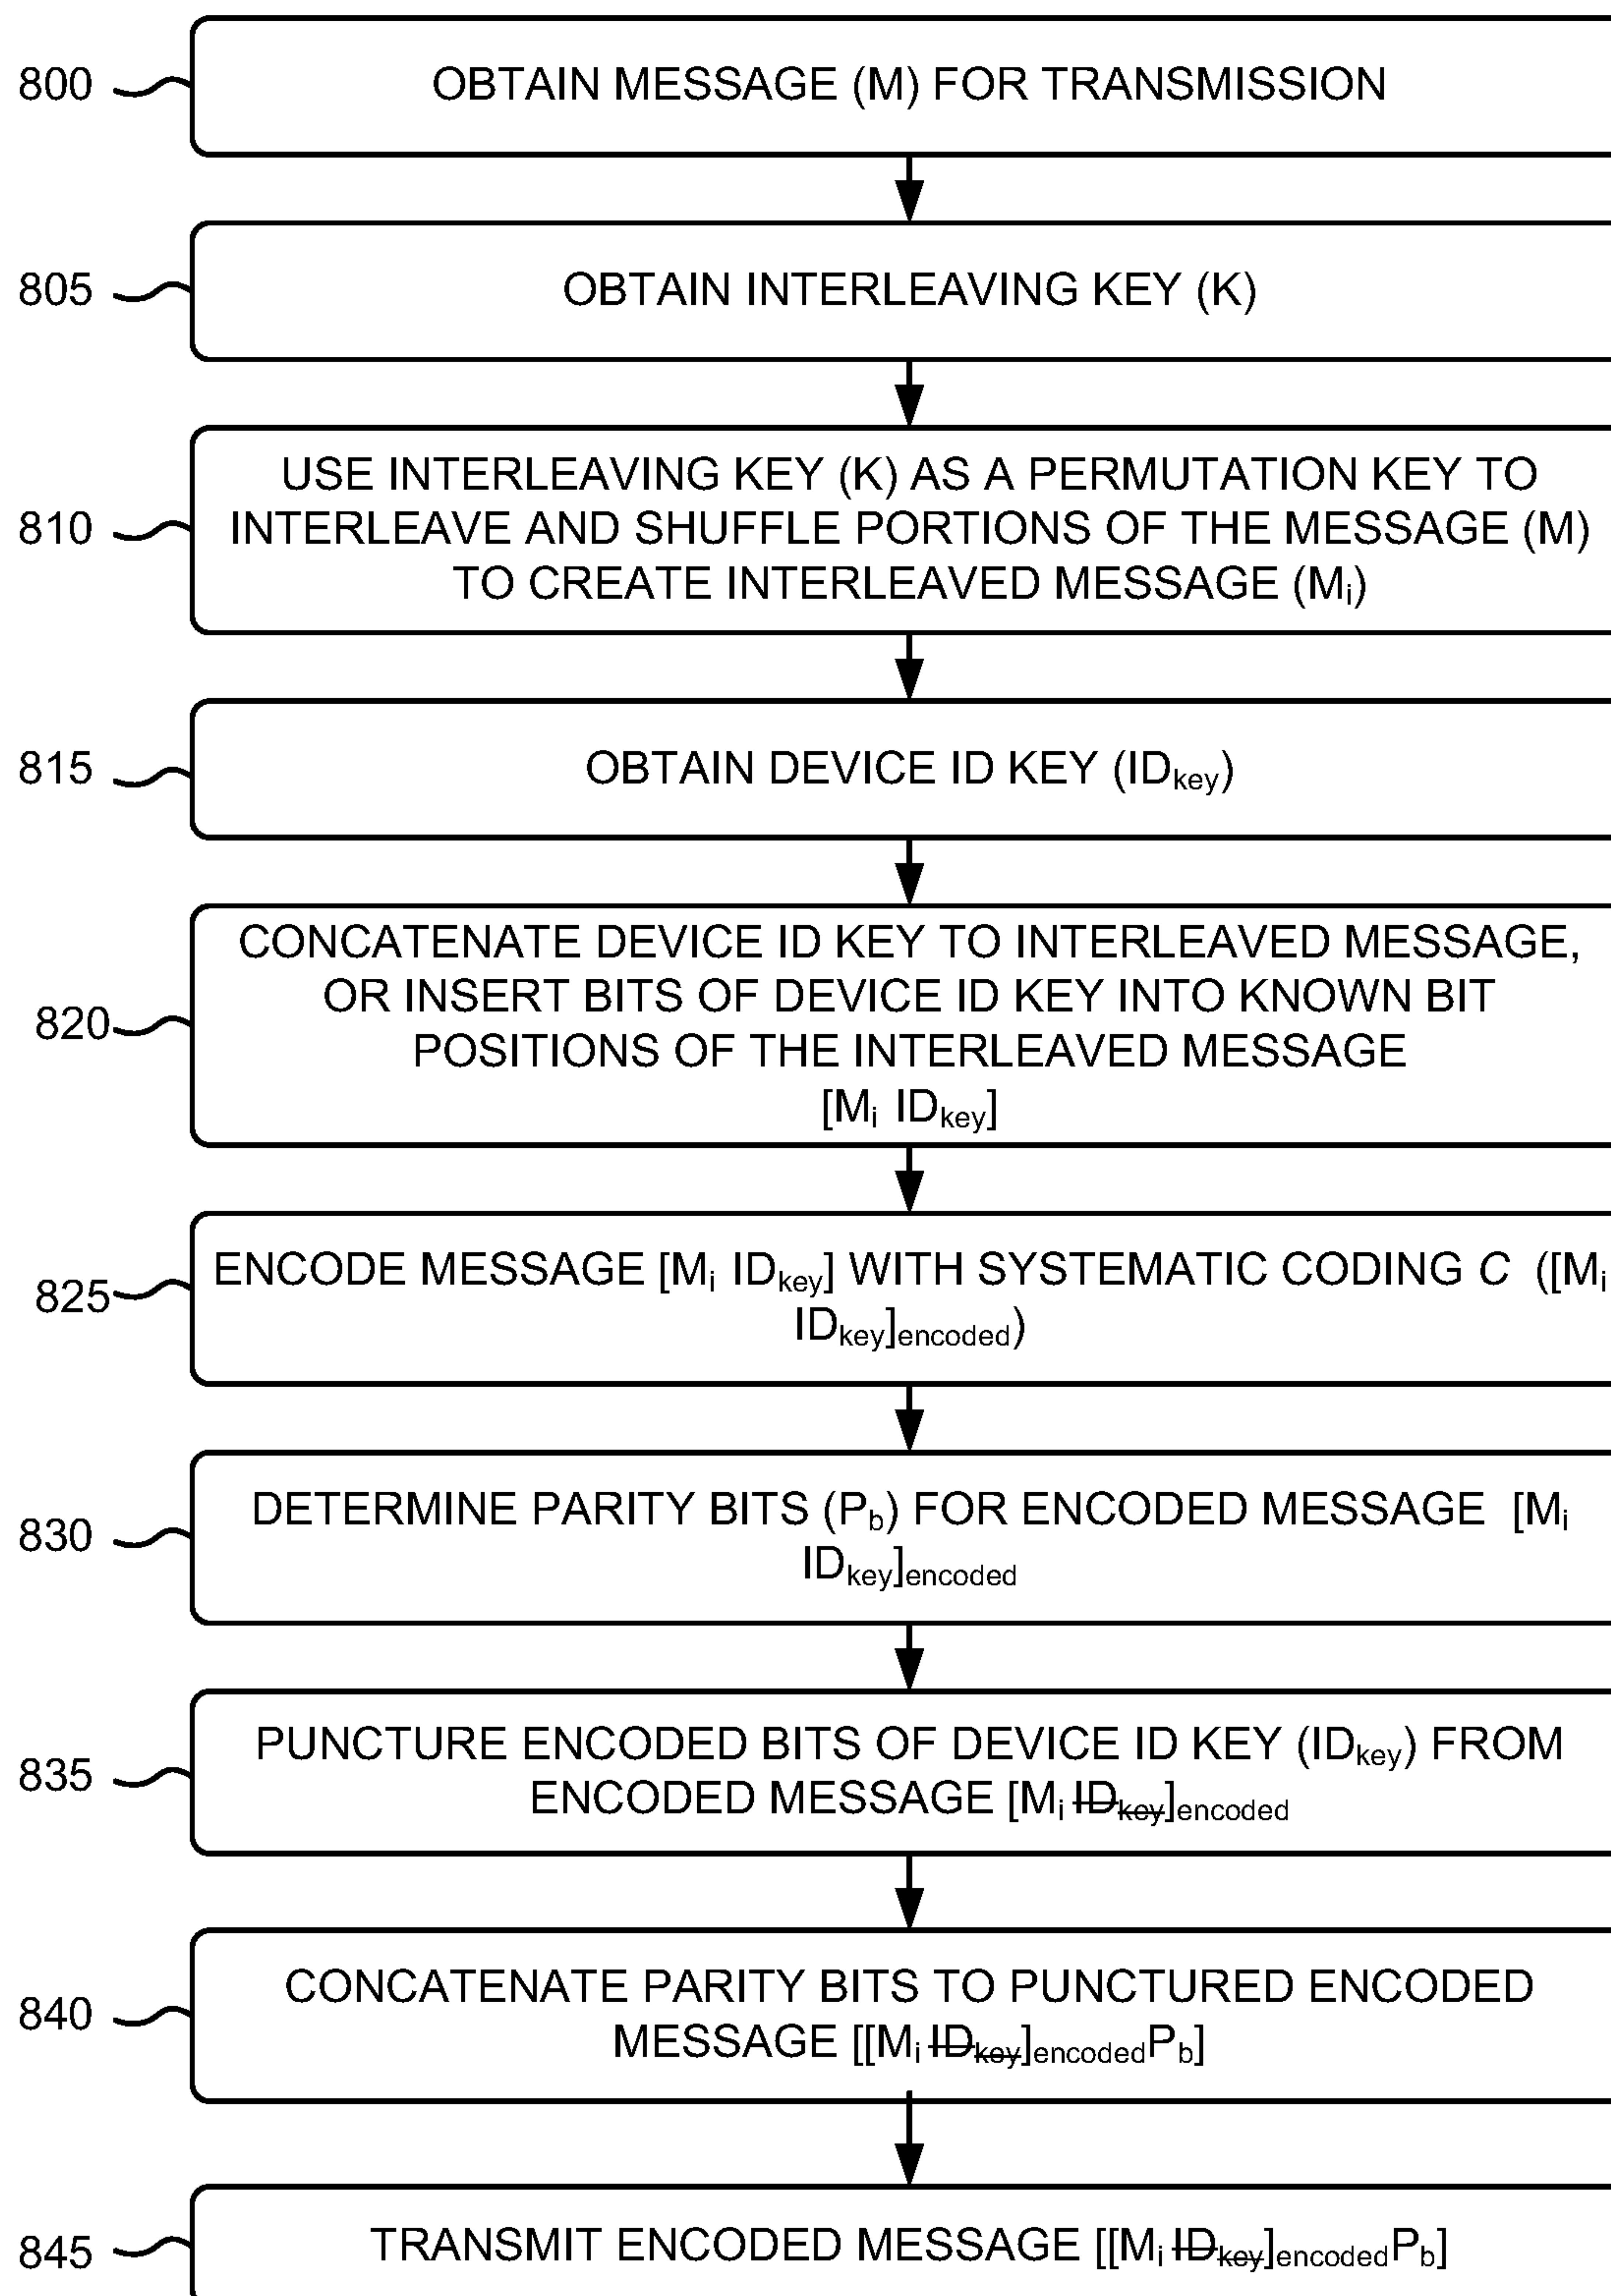 800 OBTAIN MESSAGE (M) FOR TRANSMISSION
805 OBTAIN INTERLEAVING KEY (K)
USE INTERLEAVING KEY (K) AS A PERMUTATION KEY TO
810 INTERLEAVE AND SHUFFLE PORTIONS OF THE MESSAGE (M)
TO CREATE INTERLEAVED MESSAGE (Mi)
815 OBTAIN DEVICE ID KEY (IDkey)
CONCATENATE DEVICE ID KEY TO INTERLEAVED MESSAGE,
OR INSERT BITS OF DEVICE ID KEY INTO KNOWN BIT
820 POSITIONS OF THE INTERLEAVED MESSAGE
[Mi IDkey]
825 ENCODE MESSAGE [Mi IDkey] WITH SYSTEMATIC CODING C ([Mi
IDkey]encoded)
830 DETERMINE PARITY BITS (Pb) FOR ENCODED MESSAGE [Mi
IDkey]encoded
835 PUNCTURE ENCODED BITS OF DEVICE ID KEY (IDkey) FROM
ENCODED MESSAGE [Mi IDkey]encoded
840 CONCATENATE PARITY BITS TO PUNCTURED ENCODED
MESSAGE [[Mi IDkey]encodedPb]
845 TRANSMIT ENCODED MESSAGE [[Mi IDkey]encodedPb]